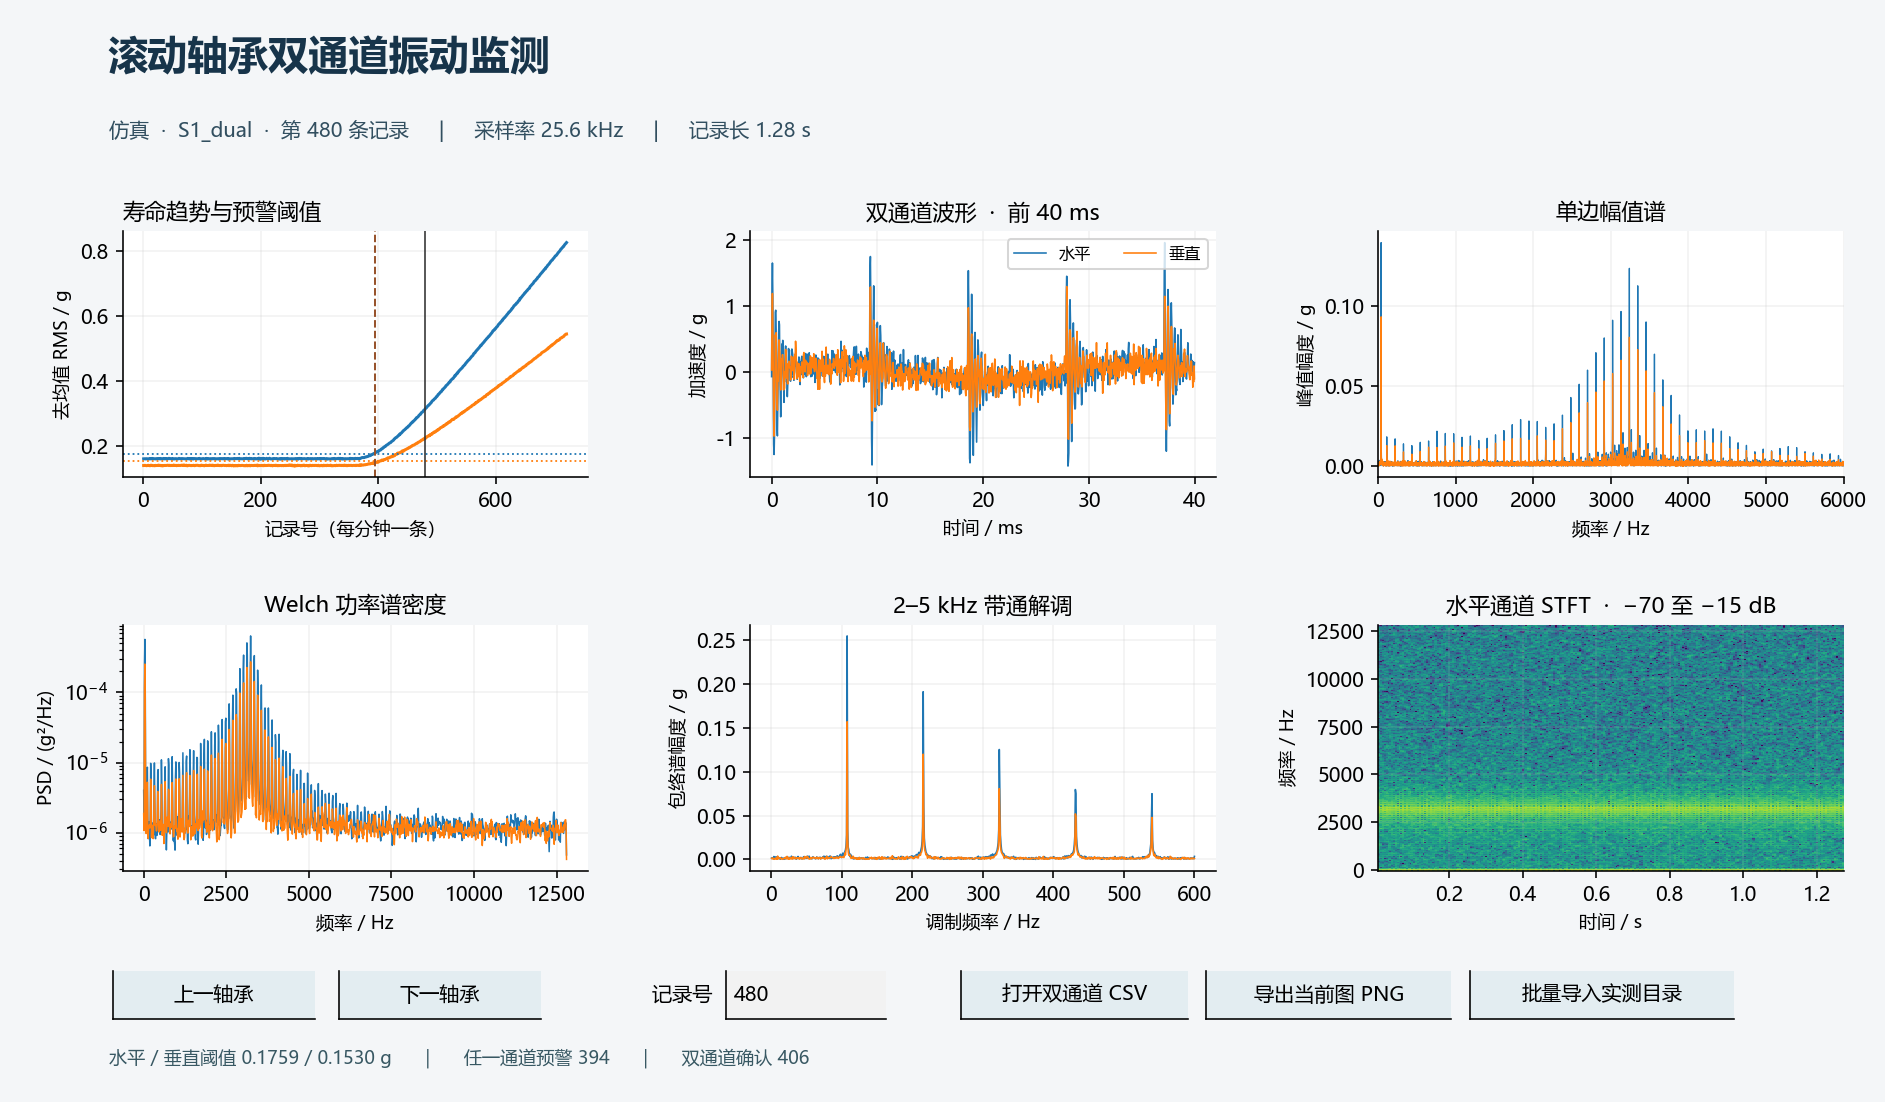 滚动轴承双通道振动监测
仿真 · S1_dual · 第 480 条记录 | 采样率 25.6 kHz | 记录长 1.28 s
寿命趋势与预警阈值
去均值 RMS / g
0.8
0.6
0.4
0.2
0 200 400 600
记录号（每分钟一条）
双通道波形 · 前 40 ms
水平 垂直
加速度 / g
2
1
0
-1
0 10 20 30 40
时间 / ms
单边幅值谱
峰值幅度 / g
0.10
0.05
0.00
0 1000 2000 3000 4000 5000 6000
频率 / Hz
Welch 功率谱密度
PSD / (g²/Hz)
10⁻⁴
10⁻⁵
10⁻⁶
0 2500 5000 7500 10000 12500
频率 / Hz
2–5 kHz 带通解调
包络谱幅度 / g
0.25
0.20
0.15
0.10
0.05
0.00
0 100 200 300 400 500 600
调制频率 / Hz
水平通道 STFT · −70 至 −15 dB
频率 / Hz
12500
10000
7500
5000
2500
0
0.2 0.4 0.6 0.8 1.0 1.2
时间 / s
上一轴承 下一轴承 记录号 480 打开双通道 CSV 导出当前图 PNG 批量导入实测目录
水平 / 垂直阈值 0.1759 / 0.1530 g | 任一通道预警 394 | 双通道确认 406